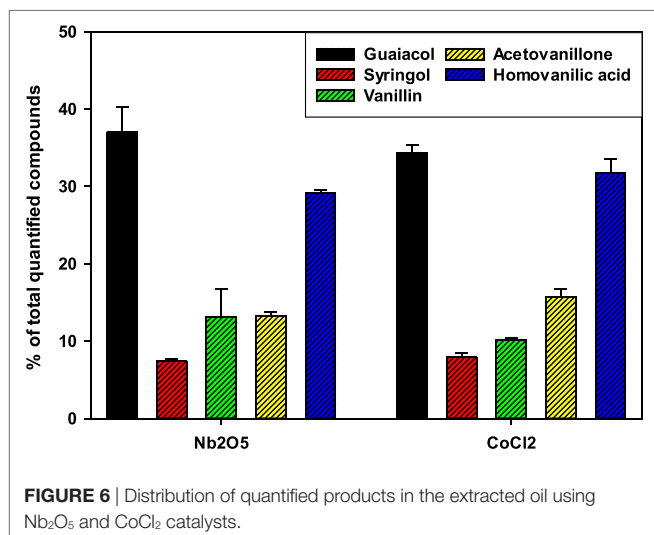 50
40
30
20
10
0
% of total quantified compounds
Guaiacol
Syringol
Vanillin
Acetovanillone
Homovanilic acid
Nb2O5
CoCl2
FIGURE 6 | Distribution of quantified products in the extracted oil using
Nb₂O₅ and CoCl₂ catalysts.